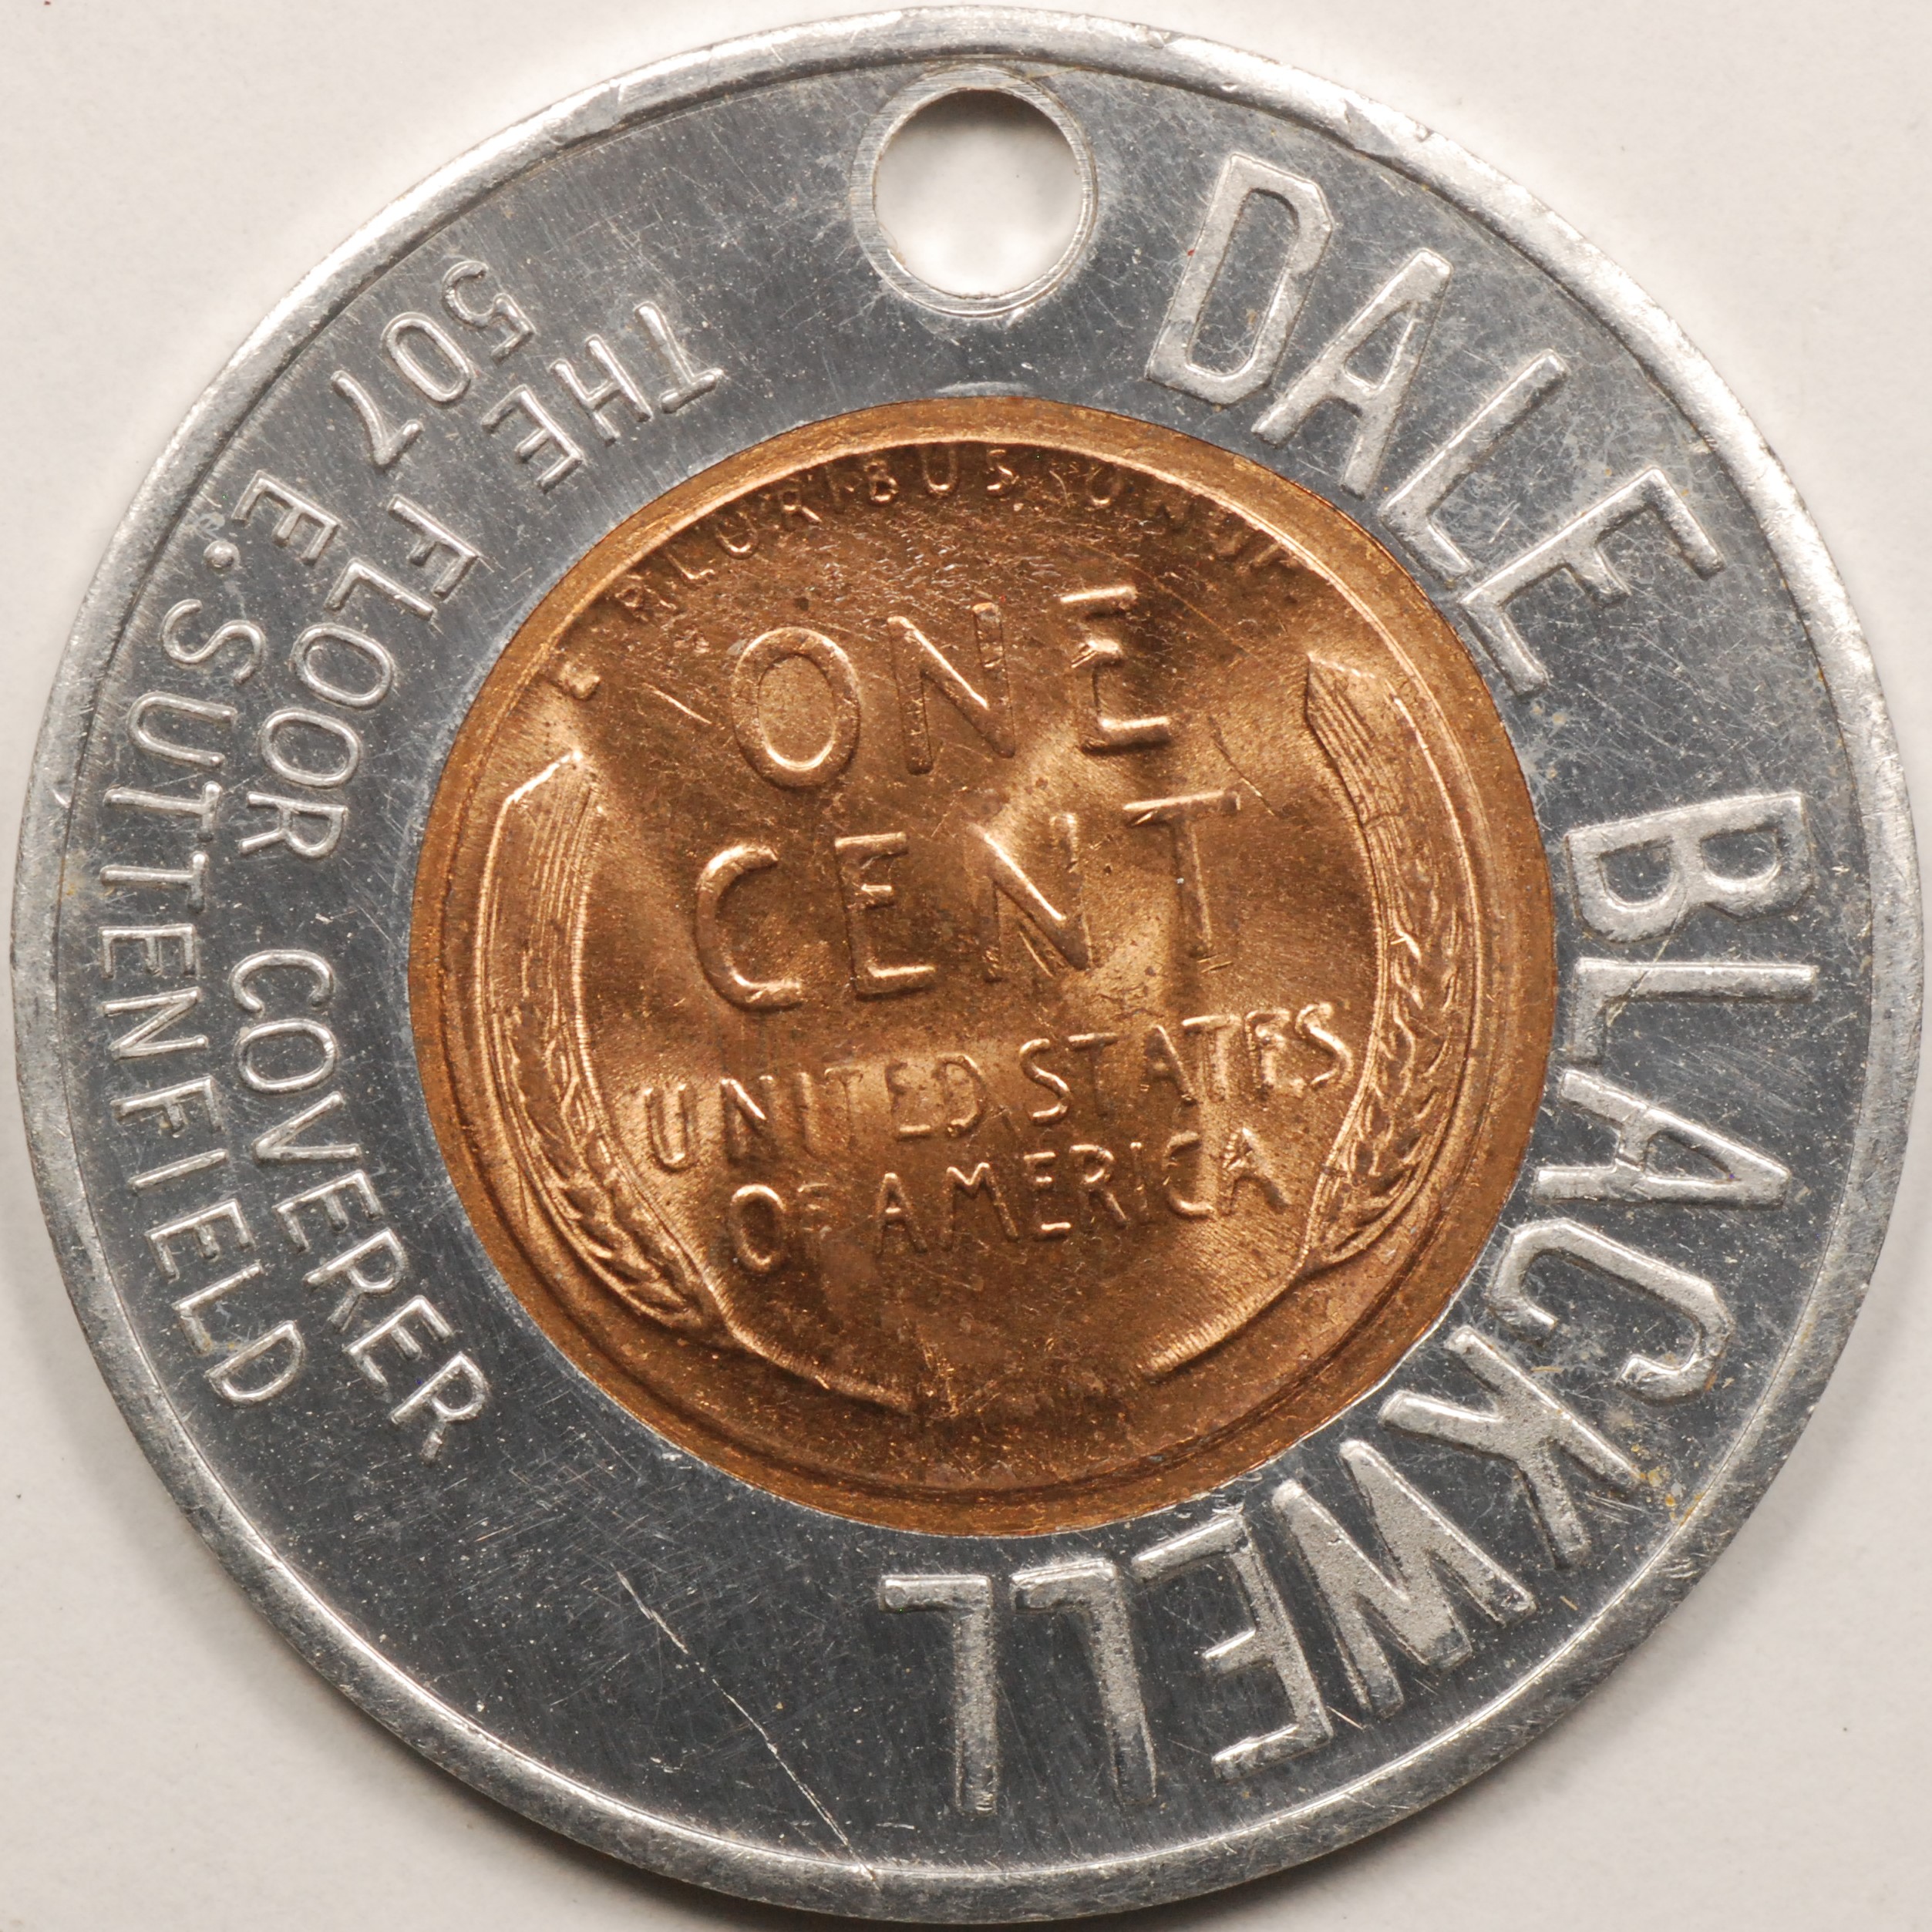 DALE BLACKWELL
THE FLOOR COVERER
507 E. SUTTENFIELD
E PLURIBUS UNUM
ONE
CENT
UNITED STATES
OF AMERICA